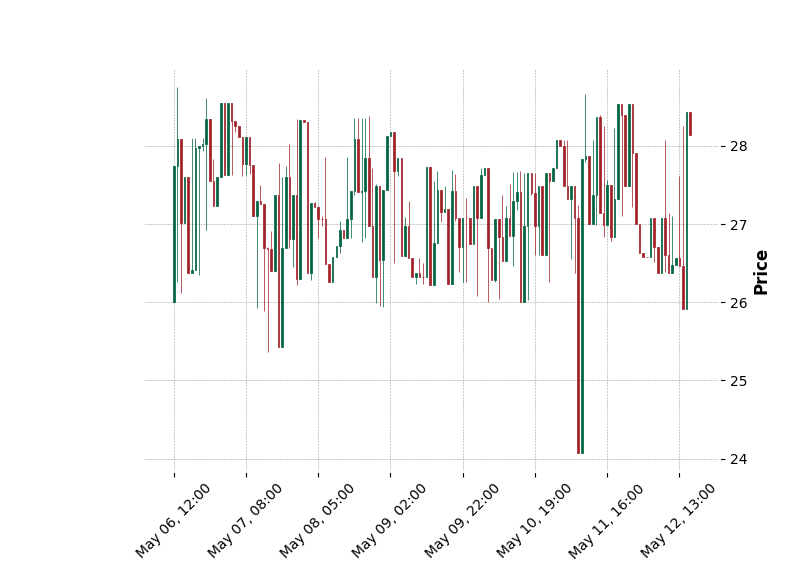 28
27
26
25
24
Price
May 06, 12:00
May 07, 08:00
May 08, 05:00
May 09, 02:00
May 09, 22:00
May 10, 19:00
May 11, 16:00
May 12, 13:00